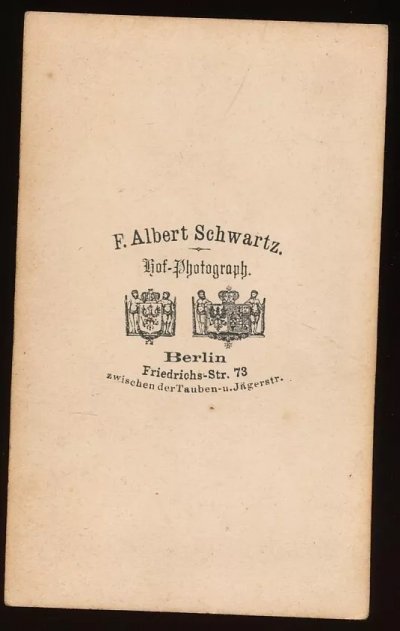 F. Albert Schwartz.
Hof-Photograph.
Berlin
Friedrichs-Str. 73
zwischen der Tauben- u. Jägerstr.